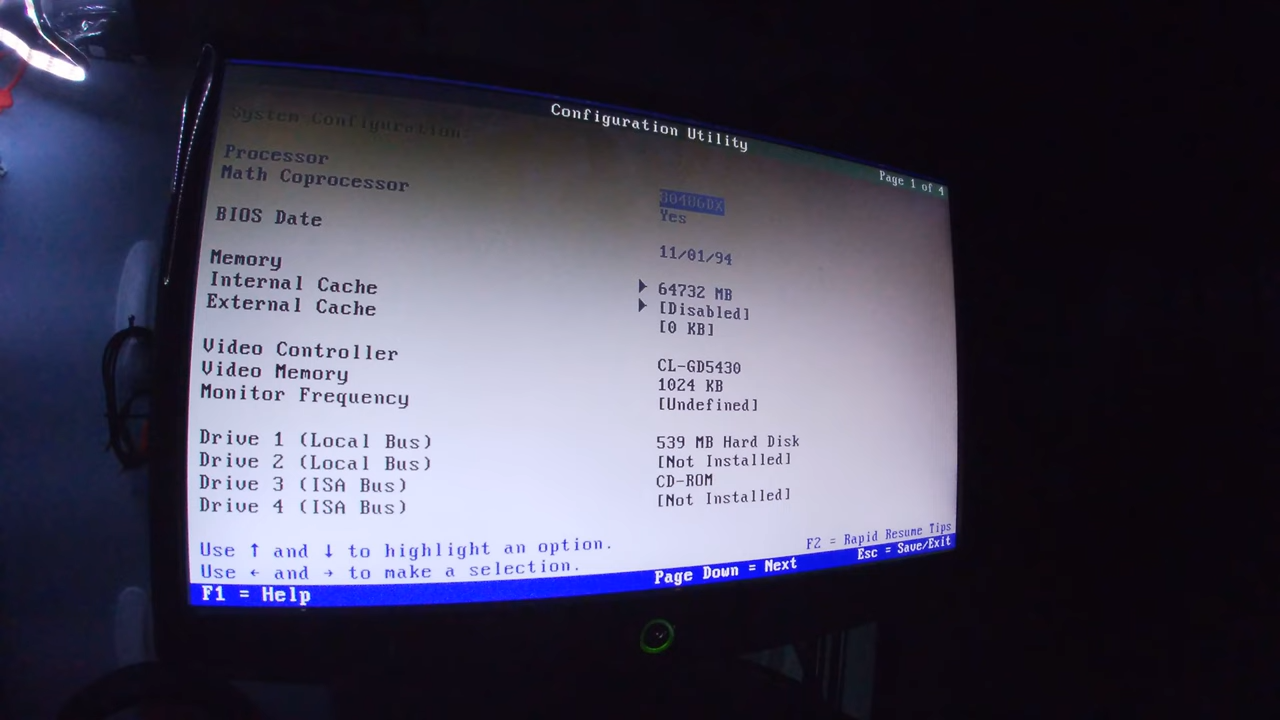 Configuration Utility
Page 1 of 4
System Configuration
Processor 80486DX
Math Coprocessor Yes
BIOS Date 11/01/94
Memory ▶ 64732 MB
Internal Cache ▶ [Disabled]
External Cache [0 KB]
Video Controller CL-GD5430
Video Memory 1024 KB
Monitor Frequency [Undefined]
Drive 1 (Local Bus) 539 MB Hard Disk
Drive 2 (Local Bus) [Not Installed]
Drive 3 (ISA Bus) CD-ROM
Drive 4 (ISA Bus) [Not Installed]
Use ↑ and ↓ to highlight an option. F2 = Rapid Resume Tips
Use ← and → to make a selection. Page Down = Next Esc = Save/Exit
F1 = Help